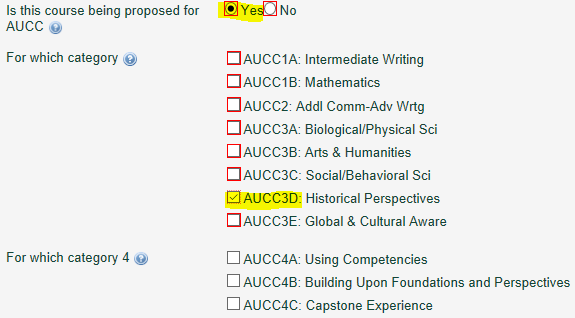 Is this course being proposed for Yes No
AUCC
For which category AUCC1A: Intermediate Writing
AUCC1B: Mathematics
AUCC2: Addl Comm-Adv Wrtg
AUCC3A: Biological/Physical Sci
AUCC3B: Arts & Humanities
AUCC3C: Social/Behavioral Sci
AUCC3D: Historical Perspectives
AUCC3E: Global & Cultural Aware
For which category 4 AUCC4A: Using Competencies
AUCC4B: Building Upon Foundations and Perspectives
AUCC4C: Capstone Experience